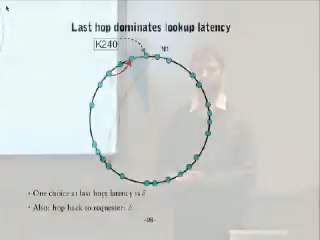 Last hop dominates lookup latency
K240
N1
• One choice at last hop; latency is δ
• Also: hop back to requester: δ